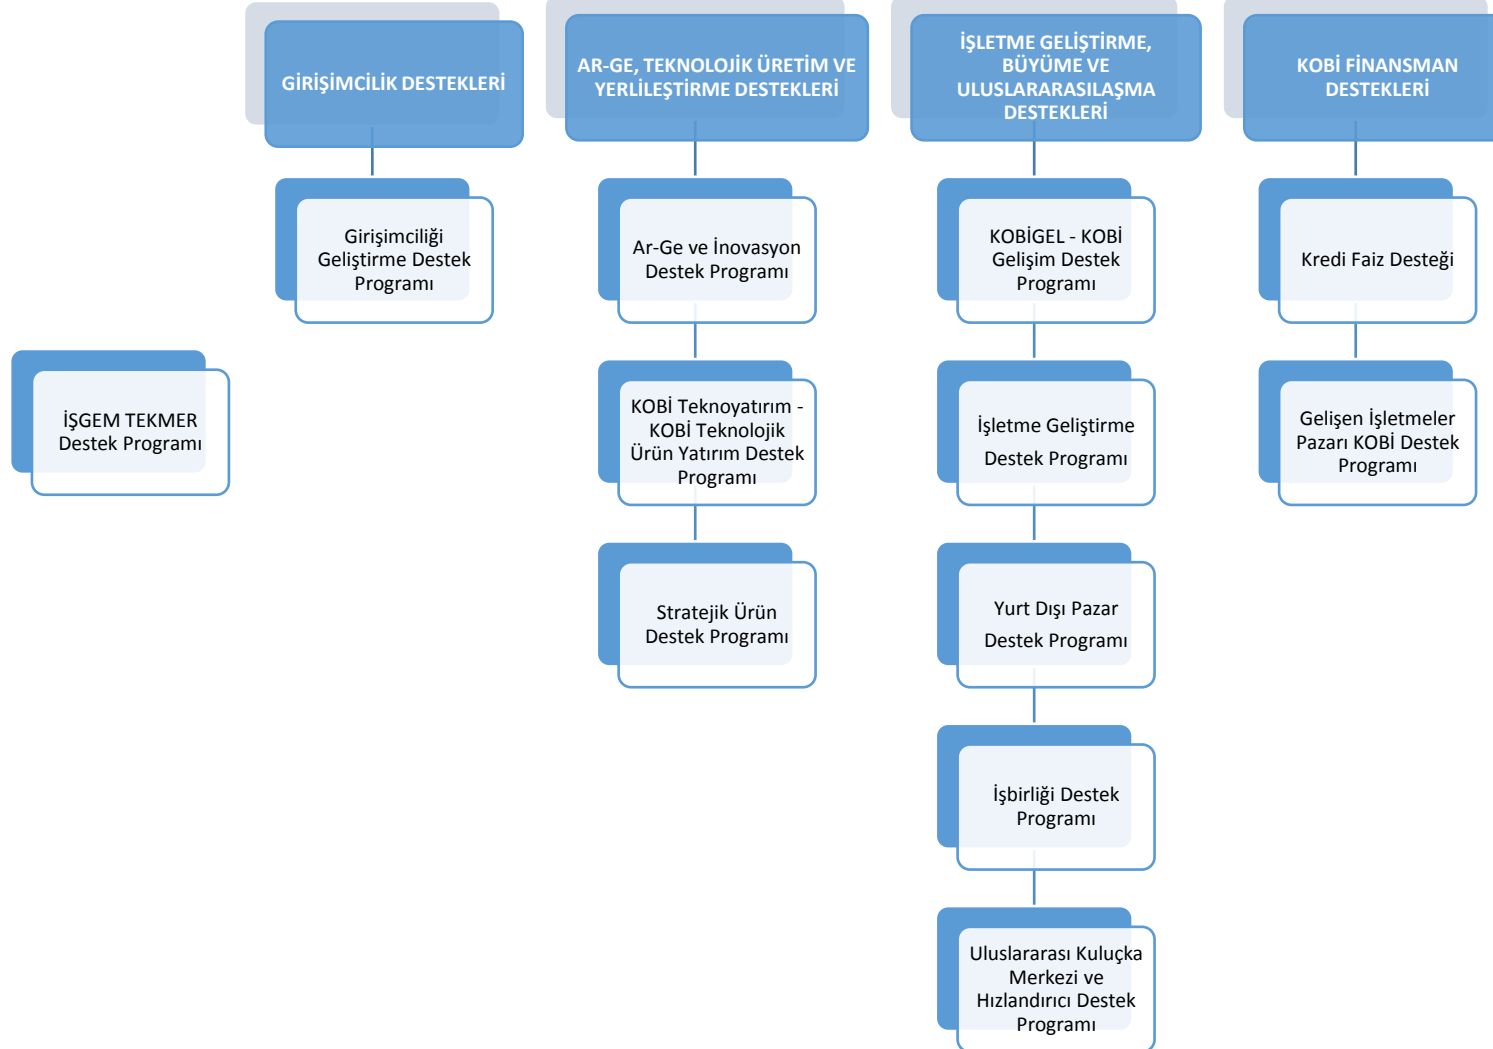 GİRİŞİMCİLİK DESTEKLERİ
AR-GE, TEKNOLOJİK ÜRETİM VE
YERLİLEŞTİRME DESTEKLERİ
İŞLETME GELİŞTİRME,
BÜYÜME VE
ULUSLARARASILAŞMA
DESTEKLERİ
KOBİ FİNANSMAN
DESTEKLERİ
Girişimciliği
Geliştirme Destek
Programı
Ar-Ge ve İnovasyon
Destek Programı
KOBİGEL - KOBİ
Gelişim Destek
Programı
Kredi Faiz Desteği
İŞGEM TEKMER
Destek Programı
KOBİ Teknoyatırım -
KOBİ Teknolojik
Ürün Yatırım Destek
Programı
İşletme Geliştirme
Destek Programı
Gelişen İşletmeler
Pazarı KOBİ Destek
Programı
Stratejik Ürün
Destek Programı
Yurt Dışı Pazar
Destek Programı
İşbirliği Destek
Programı
Uluslararası Kuluçka
Merkezi ve
Hızlandırıcı Destek
Programı